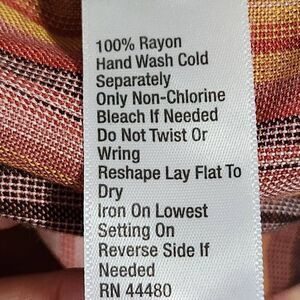 100% Rayon
Hand Wash Cold
Separately
Only Non-Chlorine
Bleach If Needed
Do Not Twist Or
Wring
Reshape Lay Flat To
Dry
Iron On Lowest
Setting On
Reverse Side If
Needed
RN 44480